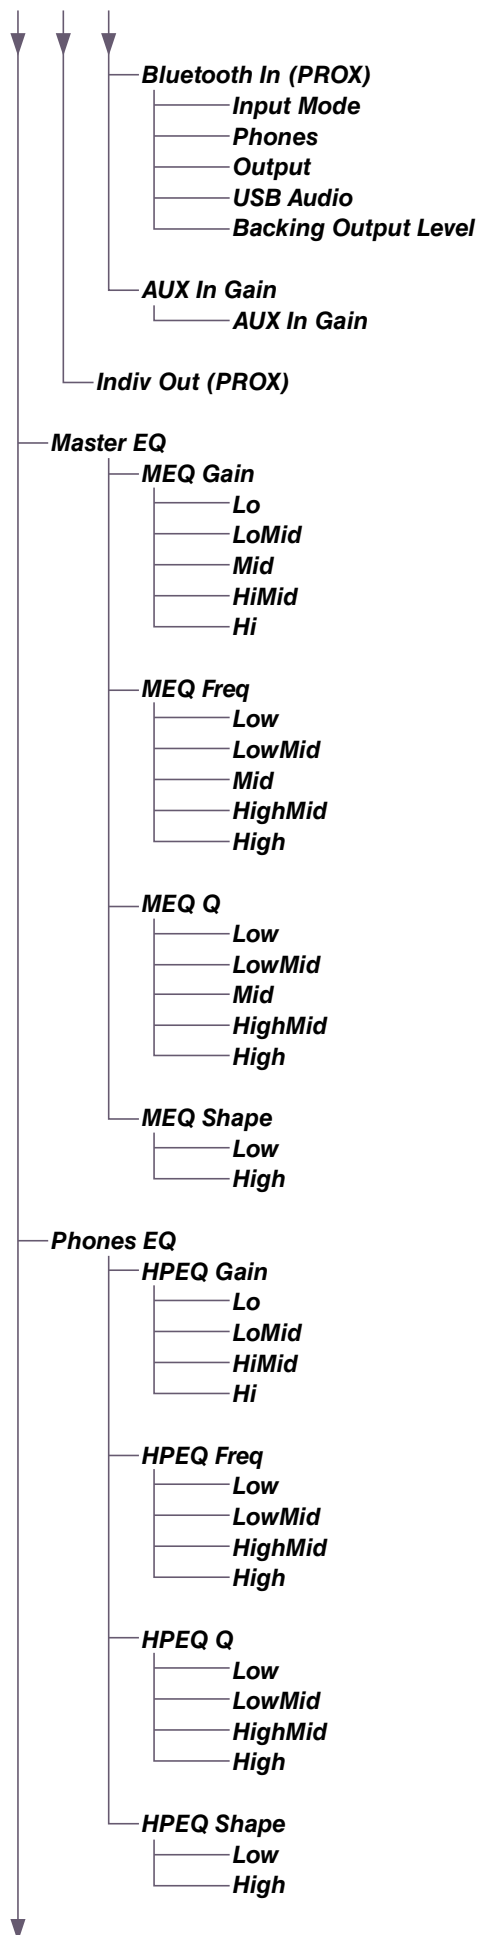 Bluetooth In (PROX)
Input Mode
Phones
Output
USB Audio
Backing Output Level
AUX In Gain
AUX In Gain
Indiv Out (PROX)
Master EQ
MEQ Gain
Lo
LoMid
Mid
HiMid
Hi
MEQ Freq
Low
LowMid
Mid
HighMid
High
MEQ Q
Low
LowMid
Mid
HighMid
High
MEQ Shape
Low
High
Phones EQ
HPEQ Gain
Lo
LoMid
HiMid
Hi
HPEQ Freq
Low
LowMid
HighMid
High
HPEQ Q
Low
LowMid
HighMid
High
HPEQ Shape
Low
High